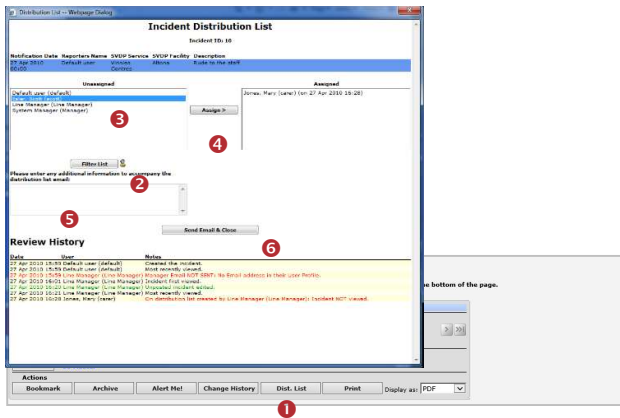 Distribution List -- Webpage Dialog
Incident Distribution List
Incident ID: 10
Notification Date Reporters Name SVDP Service SVDP Facility Description
27 Apr 2010 Default user Vinnies Altona Rude to the staff
00:00 Centres
Unassigned
Assigned
Default user (default)
Line Manager (Line Manager)
System Manager (Manager)
Jones, Mary (carer) (on 27 Apr 2010 16:28)
3
Assign >
4
Filter List
2
Please enter any additional information to accompany the
distribution list email:
5
Send Email & Close
6
Review History
Date User Notes
27 Apr 2010 15:59 Default user (default) Created the incident.
27 Apr 2010 15:59 Default user (default) Most recently viewed.
27 Apr 2010 15:59 Line Manager (Line Manager) Manager Email NOT SENT: No Email address in their User Profile.
27 Apr 2010 16:01 Line Manager (Line Manager) Incident first viewed.
27 Apr 2010 16:20 Line Manager (Line Manager) Unposted incident edited.
27 Apr 2010 16:21 Line Manager (Line Manager) Most recently viewed.
27 Apr 2010 16:28 Jones, Mary (carer) On distribution list created by Line Manager (Line Manager): Incident NOT viewed.
he bottom of the page.
Actions
Bookmark Archive Alert Me! Change History Dist. List Print Display as: PDF
1